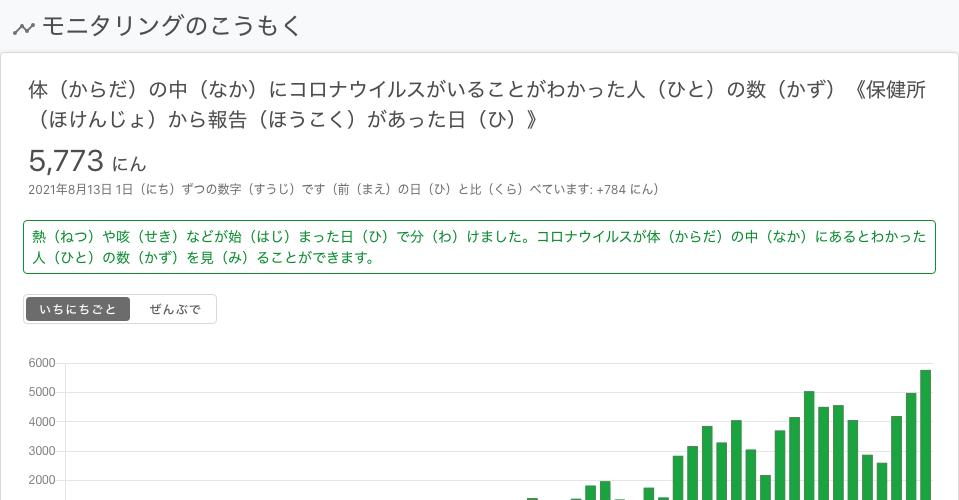 モニタリングのこうもく
体（からだ）の中（なか）にコロナウイルスがいることがわかった人（ひと）の数（かず）《保健所
（ほけんじょ）から報告（ほうこく）があった日（ひ）》
5,773 にん
2021年8月13日 1日（にち）ずつの数字（すうじ）です（前（まえ）の日（ひ）と比（くら）べています: +784 にん）
熱（ねつ）や咳（せき）などが始（はじ）まった日（ひ）で分（わ）けました。コロナウイルスが体（からだ）の中（なか）にあるとわかった
人（ひと）の数（かず）を見（み）ることができます。
いちにちごと ぜんぶで
6000
5000
4000
3000
2000